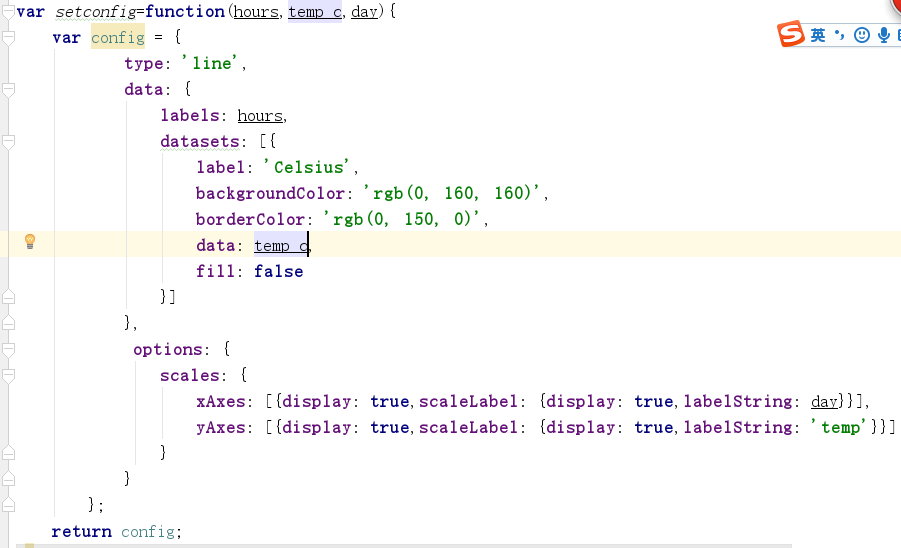 var setconfig=function(hours,temp_c,day){
var config = {
type: 'line',
data: {
labels: hours,
datasets: [{
label: 'Celsius',
backgroundColor: 'rgb(0, 160, 160)',
borderColor: 'rgb(0, 150, 0)',
data: temp_c,
fill: false
}]
},
options: {
scales: {
xAxes: [{display: true,scaleLabel: {display: true,labelString: day}}],
yAxes: [{display: true,scaleLabel: {display: true,labelString: 'temp'}}]
}
}
};
return config;
S 英